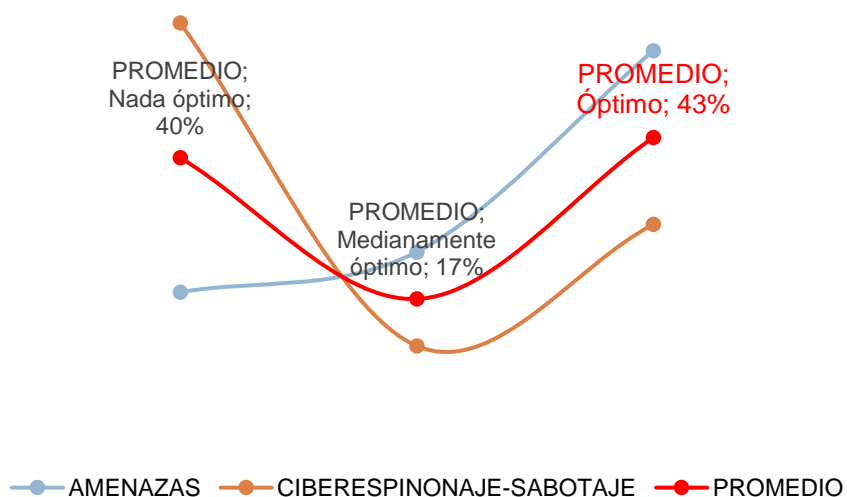 PROMEDIO;
Nada óptimo;
40%
PROMEDIO;
Óptimo; 43%
PROMEDIO;
Medianamente
óptimo; 17%
AMENAZAS
CIBERESPINONAJE-SABOTAJE
PROMEDIO